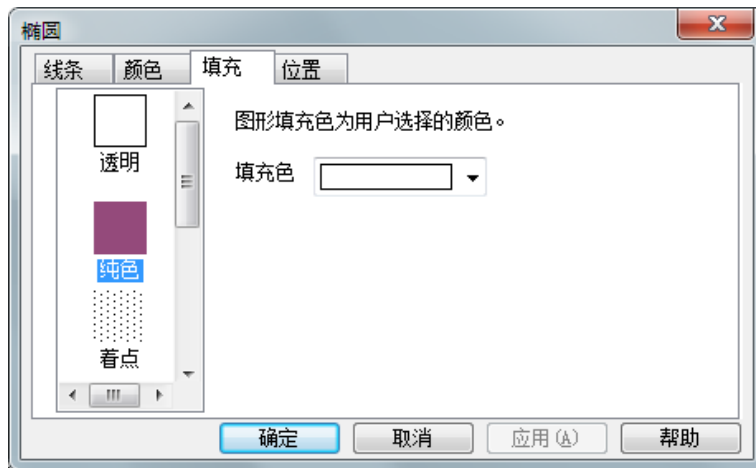 椭圆
线条 颜色 填充 位置
透明
纯色
着点
图形填充色为用户选择的颜色。
填充色
确定 取消 应用(A) 帮助